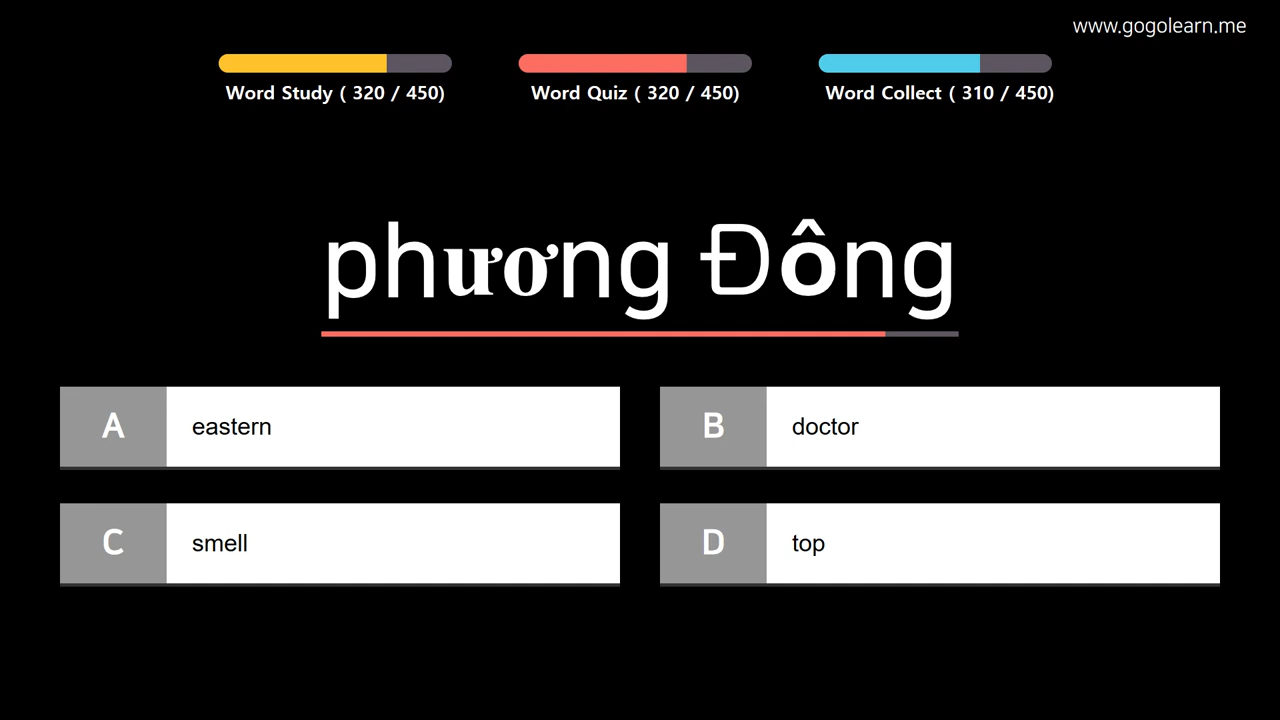 www.gogolearn.me
Word Study ( 320 / 450)
Word Quiz ( 320 / 450)
Word Collect ( 310 / 450)
phương Đông
A eastern
B doctor
C smell
D top